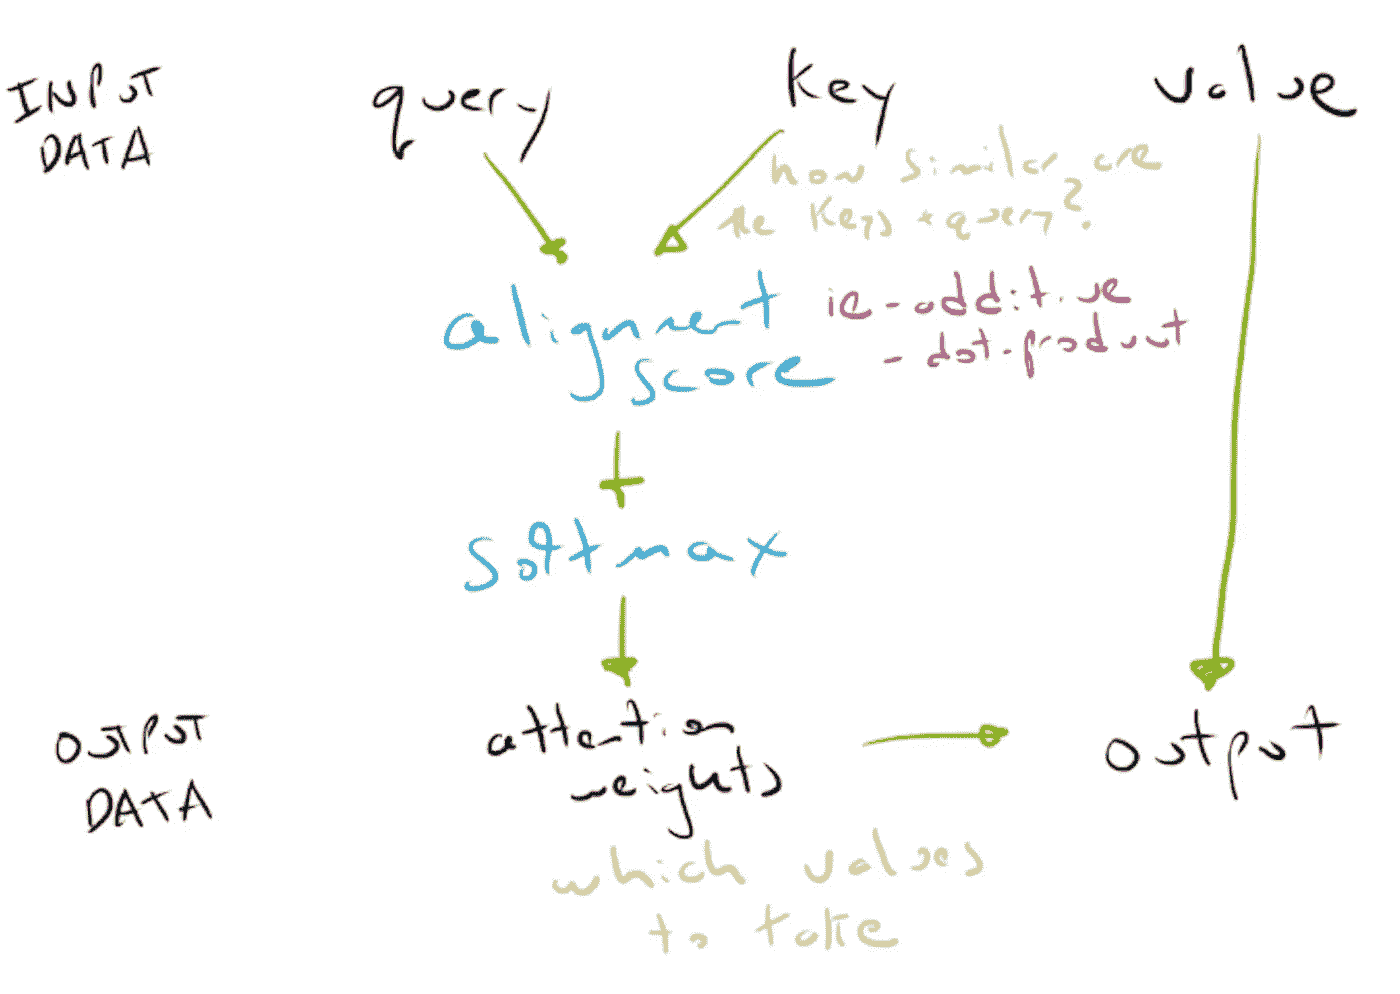 INPUT
DATA
query
key
value
how similar are
the keys + query?
alignment
score
ie - additive
- dot-product
softmax
OUTPUT
DATA
attention
weights
output
which values
to take